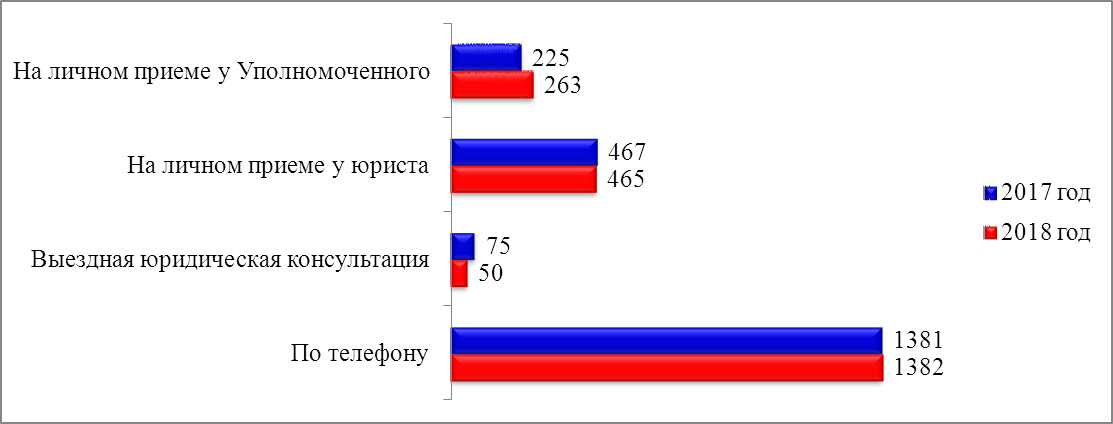 На личном приеме у Уполномоченного
225
263
На личном приеме у юриста
467
465
Выездная юридическая консультация
75
50
По телефону
1381
1382
2017 год
2018 год